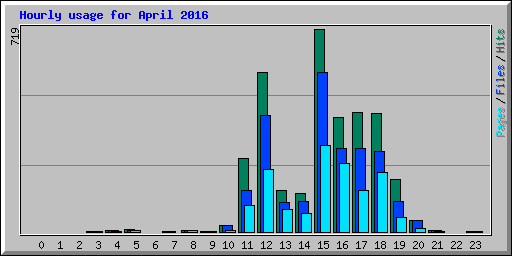 Hourly usage for April 2016
719
Pages / Files / Hits
0 1 2 3 4 5 6 7 8 9 10 11 12 13 14 15 16 17 18 19 20 21 22 23